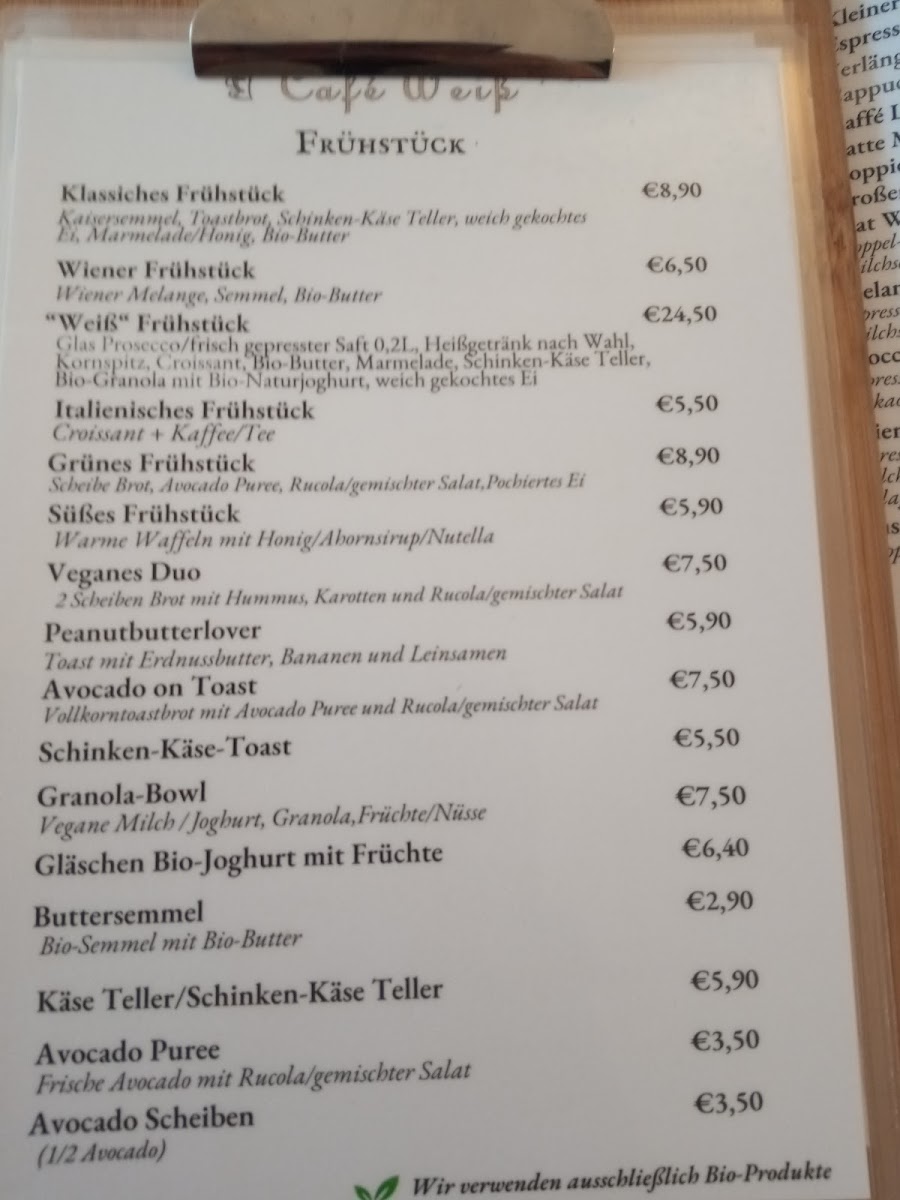 Café Weiß
FRÜHSTÜCK
Klassiches Frühstück €8,90
Kaisersemmel, Toastbrot, Schinken-Käse Teller, weich gekochtes
Ei, Marmelade/Honig, Bio-Butter
Wiener Frühstück €6,50
Wiener Melange, Semmel, Bio-Butter
"Weiß" Frühstück €24,50
Glas Prosecco/frisch gepresster Saft 0,2L, Heißgetränk nach Wahl,
Kornspitz, Croissant, Bio-Butter, Marmelade, Schinken-Käse Teller,
Bio-Granola mit Bio-Naturjoghurt, weich gekochtes Ei
Italienisches Frühstück €5,50
Croissant + Kaffee/Tee
Grünes Frühstück €8,90
Scheibe Brot, Avocado Puree, Rucola/gemischter Salat,Pochiertes Ei
Süßes Frühstück €5,90
Warme Waffeln mit Honig/Ahornsirup/Nutella
Veganes Duo €7,50
2 Scheiben Brot mit Hummus, Karotten und Rucola/gemischter Salat
Peanutbutterlover €5,90
Toast mit Erdnussbutter, Bananen und Leinsamen
Avocado on Toast €7,50
Vollkorntoastbrot mit Avocado Puree und Rucola/gemischter Salat
Schinken-Käse-Toast €5,50
Granola-Bowl €7,50
Vegane Milch/Joghurt, Granola,Früchte/Nüsse
Gläschen Bio-Joghurt mit Früchte €6,40
Buttersemmel €2,90
Bio-Semmel mit Bio-Butter
Käse Teller/Schinken-Käse Teller €5,90
Avocado Puree €3,50
Frische Avocado mit Rucola/gemischter Salat
Avocado Scheiben €3,50
(1/2 Avocado)
Wir verwenden ausschließlich Bio-Produkte